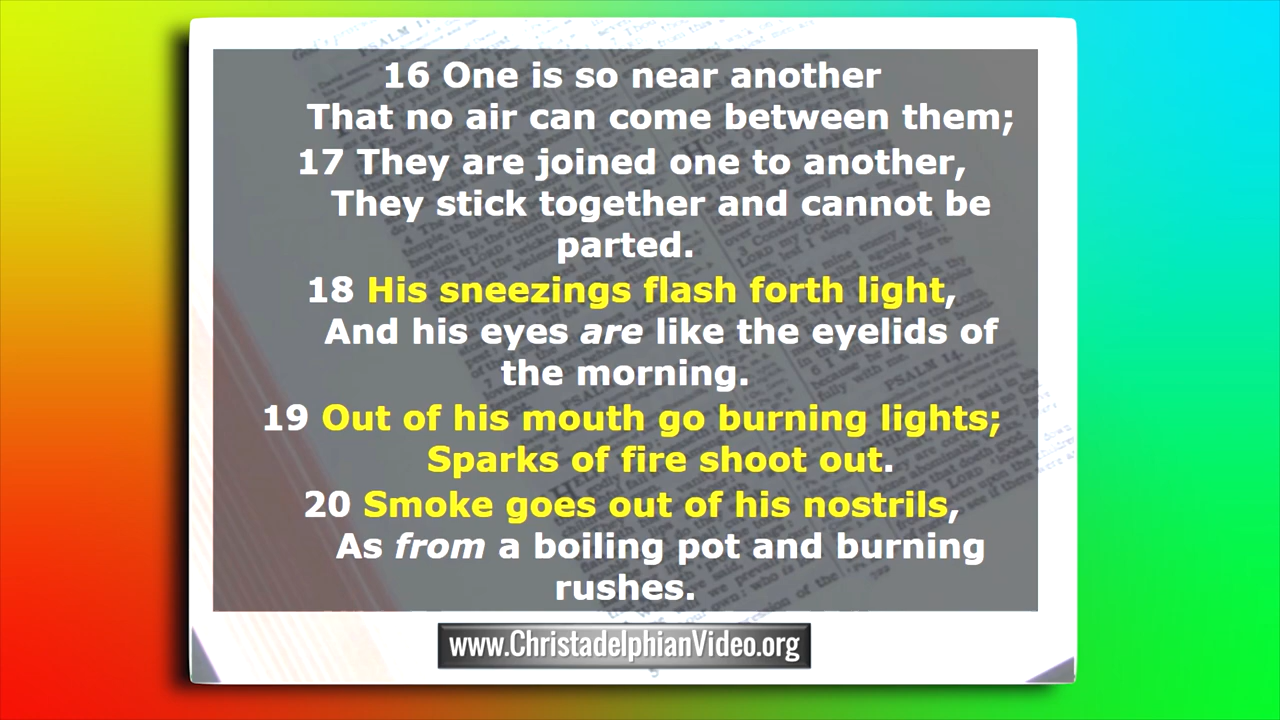 16 One is so near another
That no air can come between them;
17 They are joined one to another,
They stick together and cannot be
parted.
18 His sneezings flash forth light,
And his eyes are like the eyelids of
the morning.
19 Out of his mouth go burning lights;
Sparks of fire shoot out.
20 Smoke goes out of his nostrils,
As from a boiling pot and burning
rushes.
www.ChristadelphianVideo.org